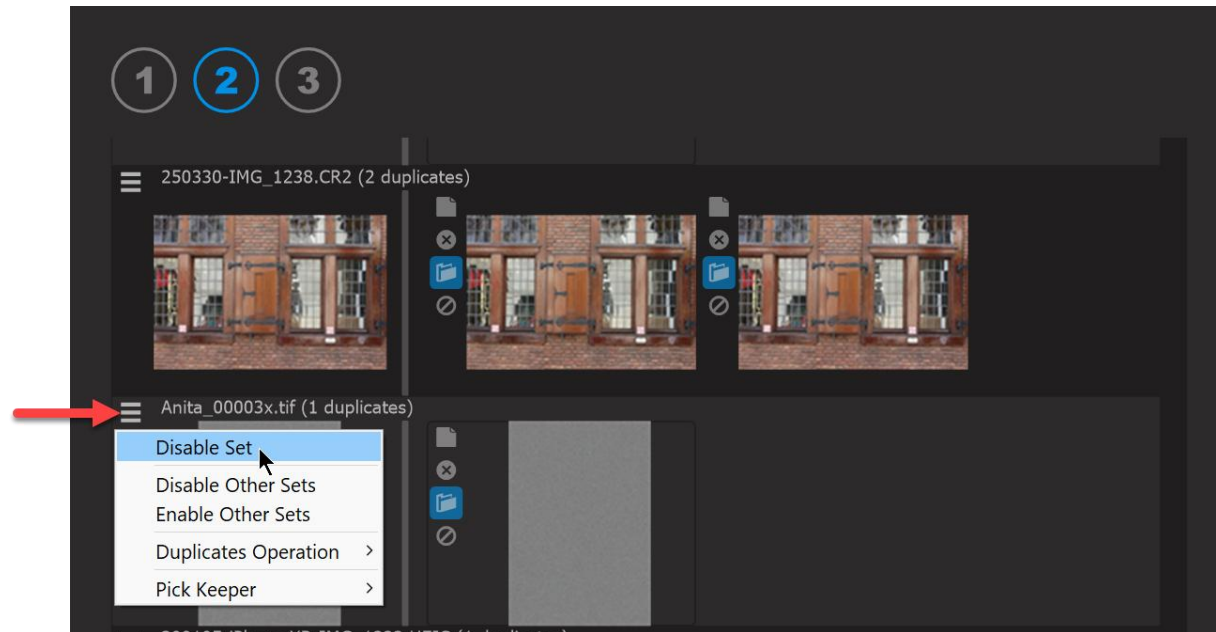 1 2 3
250330-IMG_1238.CR2 (2 duplicates)
Anita_00003x.tif (1 duplicates)
Disable Set
Disable Other Sets
Enable Other Sets
Duplicates Operation
Pick Keeper